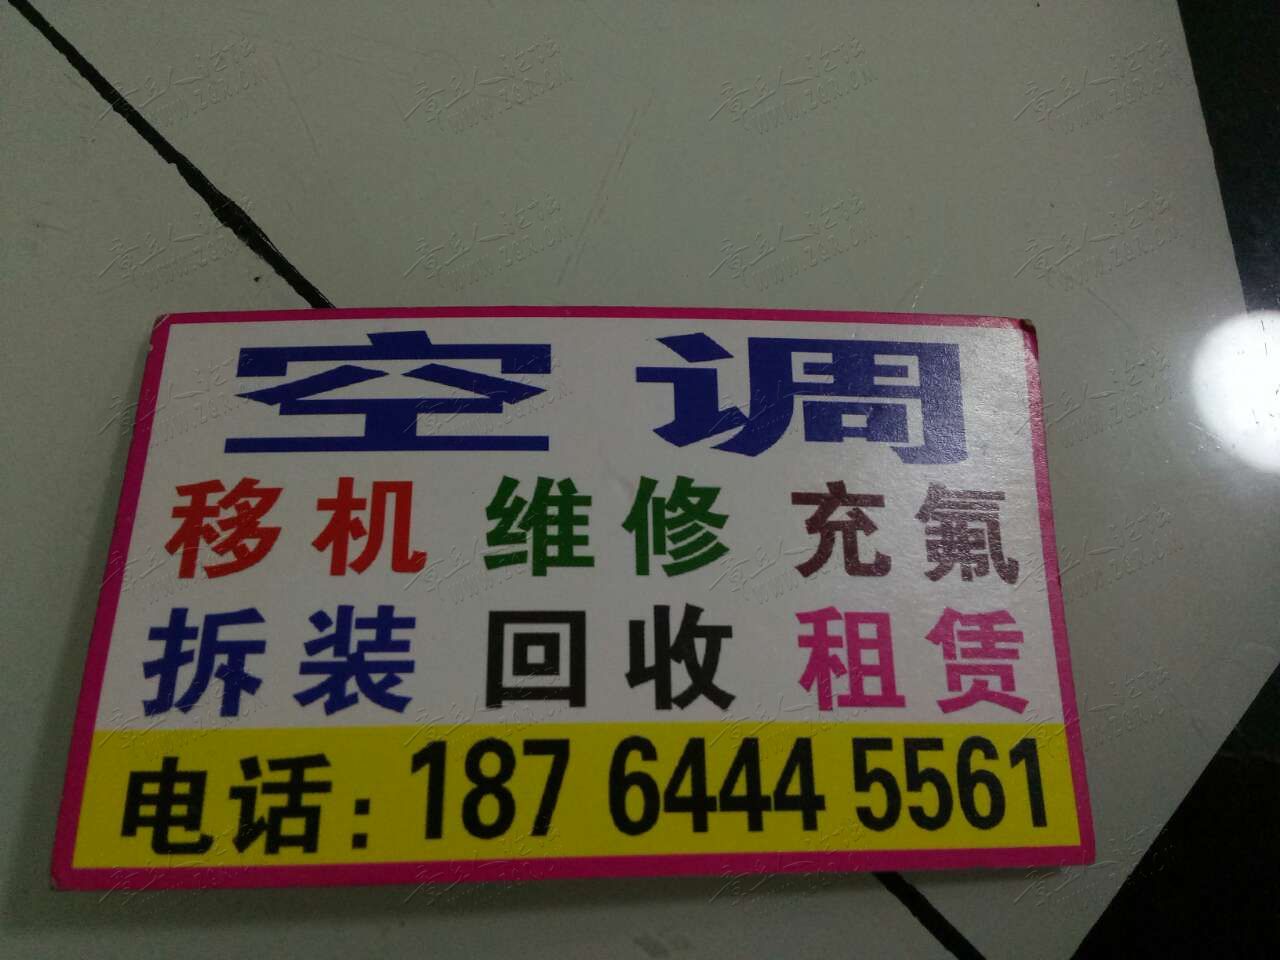 空调
移机 维修 充氟
拆装 回收 租赁
电话: 187 6444 5561